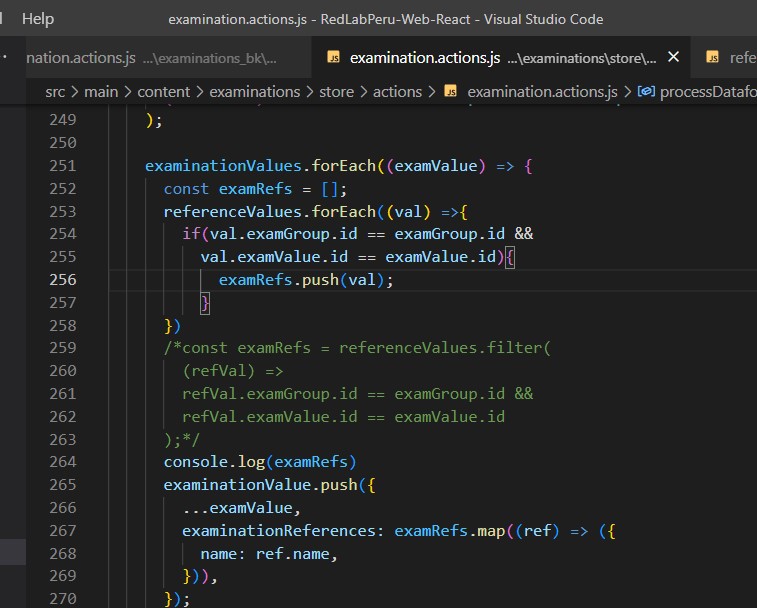 Help examination.actions.js - RedLabPeru-Web-React - Visual Studio Code
nation.actions.js ...\examinations_bk\... JS examination.actions.js ...\examinations\store\... × JS refe
src > main > content > examinations > store > actions > JS examination.actions.js > processDatafo
249 );
250
251 examinationValues.forEach((examValue) => {
252 const examRefs = [];
253 referenceValues.forEach((val) =>{
254 if(val.examGroup.id == examGroup.id &&
255 val.examValue.id == examValue.id){
256 examRefs.push(val);
257 }
258 })
259 /*const examRefs = referenceValues.filter(
260 (refVal) =>
261 refVal.examGroup.id == examGroup.id &&
262 refVal.examValue.id == examValue.id
263 );*/
264 console.log(examRefs)
265 examinationValue.push({
266 ...examValue,
267 examinationReferences: examRefs.map((ref) => ({
268 name: ref.name,
269 })),
270 });